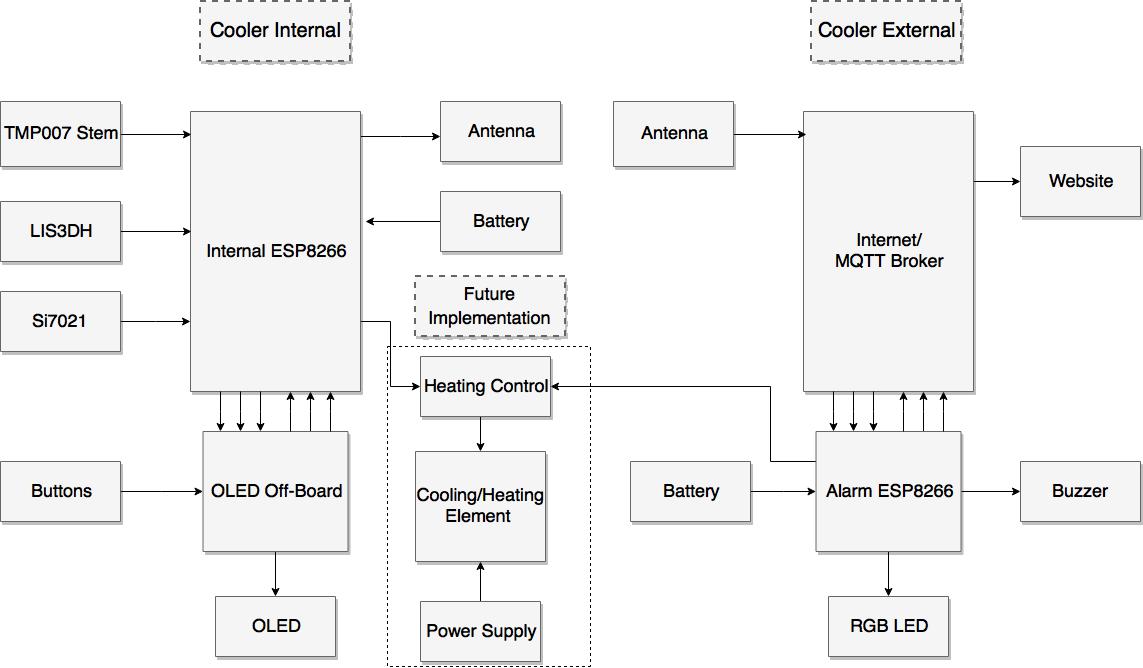 Cooler Internal
Cooler External
TMP007 Stem
Antenna
Antenna
Website
LIS3DH
Battery
Internal ESP8266
Internet/
MQTT Broker
Si7021
Future
Implementation
Heating Control
Buttons
OLED Off-Board
Cooling/Heating
Element
Battery
Alarm ESP8266
Buzzer
OLED
Power Supply
RGB LED